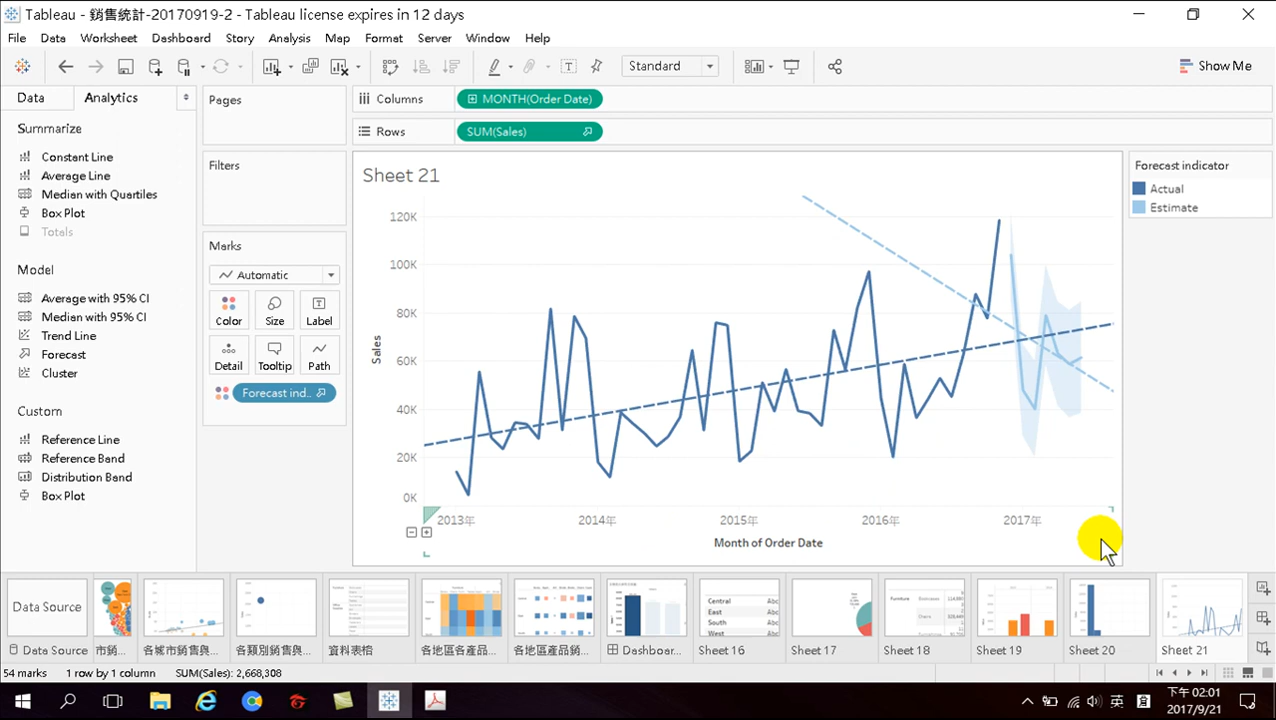 Tableau - 銷售統計-20170919-2 - Tableau license expires in 12 days
File Data Worksheet Dashboard Story Analysis Map Format Server Window Help
Standard
Show Me
Data Analytics
Pages
Columns
MONTH(Order Date)
Rows
SUM(Sales)
Summarize
Constant Line
Average Line
Median with Quartiles
Box Plot
Totals
Model
Average with 95% CI
Median with 95% CI
Trend Line
Forecast
Cluster
Custom
Reference Line
Reference Band
Distribution Band
Box Plot
Filters
Marks
Automatic
Color Size Label
Detail Tooltip Path
Forecast ind..
Sheet 21
120K
100K
80K
60K
40K
20K
0K
Sales
2013年 2014年 2015年 2016年 2017年
Month of Order Date
Forecast indicator
Actual
Estimate
Data Source
Central
East
South
West
Abc
Abc
Abc
Abc
Furniture
Data Source 市銷... 各城市銷售與... 各類別銷售與... 資料表格 各地區各產品... 各地區產品銷... Dashboar... Sheet 16 Sheet 17 Sheet 18 Sheet 19 Sheet 20 Sheet 21
54 marks 1 row by 1 column SUM(Sales): 2,668,308
英
下午 02:01
2017/9/21